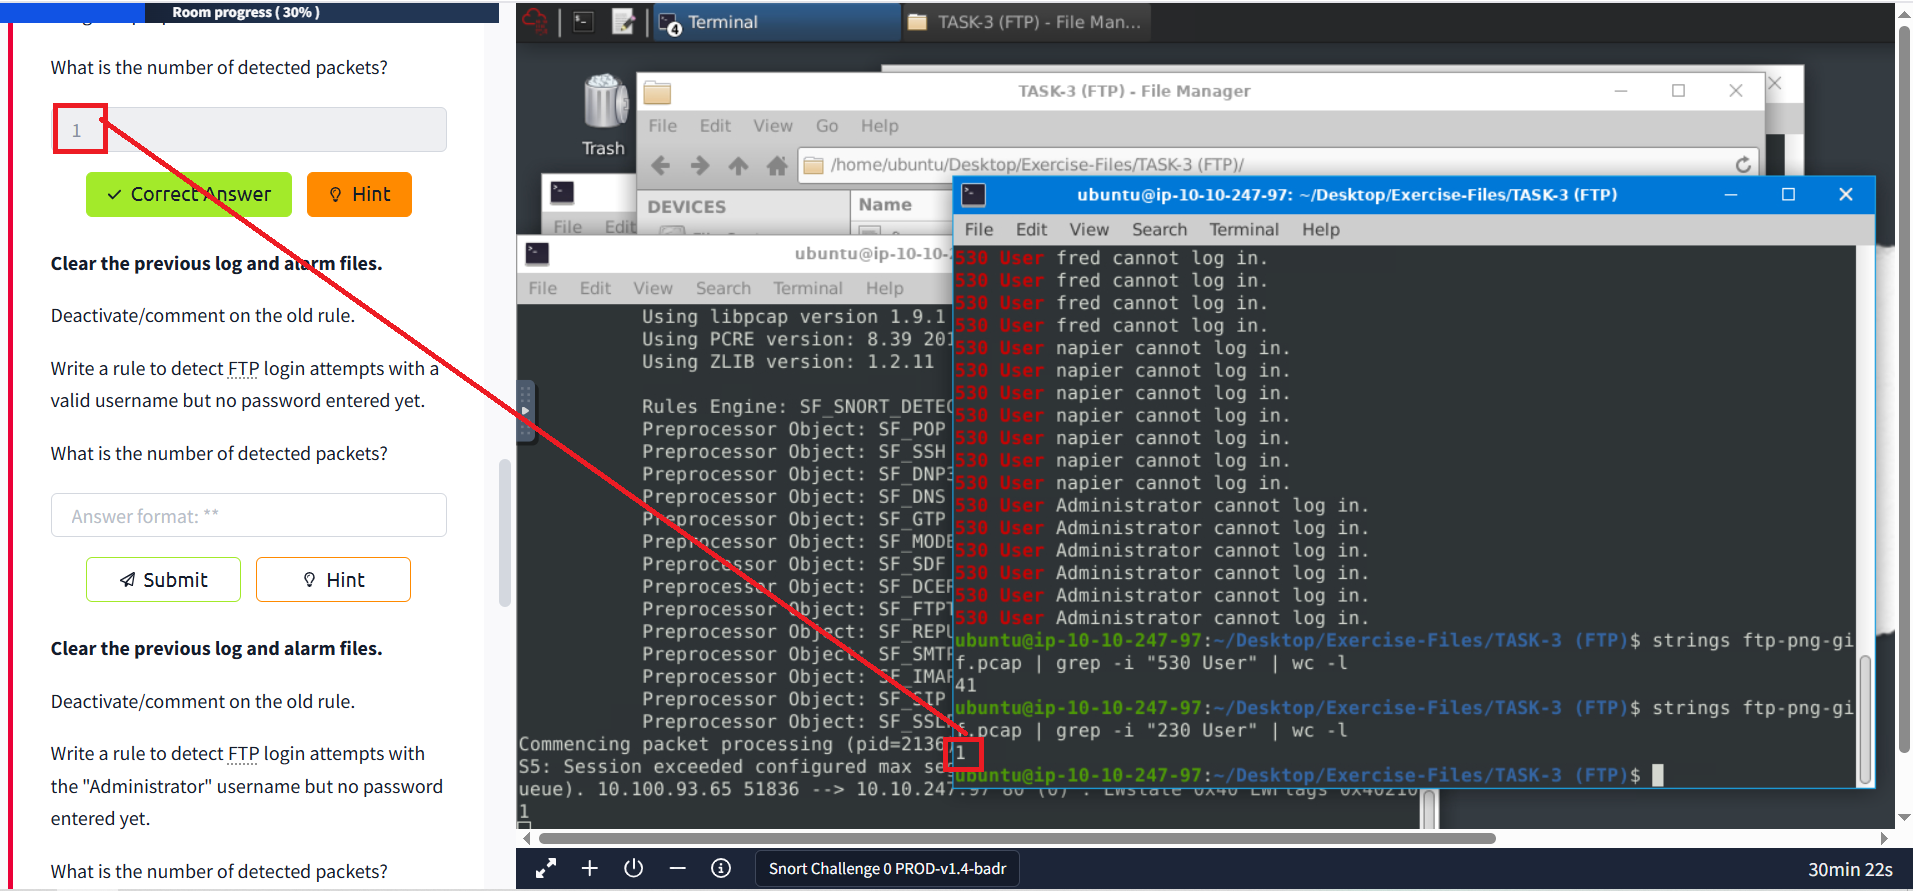 Room progress ( 30% )
What is the number of detected packets?
1
Correct Answer
Hint
Clear the previous log and alarm files.
Deactivate/comment on the old rule.
Write a rule to detect FTP login attempts with a
valid username but no password entered yet.
What is the number of detected packets?
Answer format: **
Submit
Hint
Clear the previous log and alarm files.
Deactivate/comment on the old rule.
Write a rule to detect FTP login attempts with
the "Administrator" username but no password
entered yet.
What is the number of detected packets?
4
Terminal
TASK-3 (FTP) - File Man...
Trash
TASK-3 (FTP) - File Manager
File Edit View Go Help
/home/ubuntu/Desktop/Exercise-Files/TASK-3 (FTP)/
DEVICES
Name
File Edit
ubuntu@ip-10-10-
File Edit View Search Terminal Help
Using libpcap version 1.9.1
Using PCRE version: 8.39 201
Using ZLIB version: 1.2.11
Rules Engine: SF_SNORT_DETEC
Preprocessor Object: SF_POP
Preprocessor Object: SF_SSH
Preprocessor Object: SF_DNP3
Preprocessor Object: SF_DNS
Preprocessor Object: SF_GTP
Preprocessor Object: SF_MODB
Preprocessor Object: SF_SDF
Preprocessor Object: SF_DCER
Preprocessor Object: SF_FTPT
Preprocessor Object: SF_REPU
Preprocessor Object: SF_SMTP
Preprocessor Object: SF_IMAP
Preprocessor Object: SF_SIP
Preprocessor Object: SF_SSLP
Commencing packet processing (pid=2136
S5: Session exceeded configured max se
ueue). 10.100.93.65 51836 --> 10.10.247.97 80 (0) : LWstate 0x40 LWFlags 0x40210
1
ubuntu@ip-10-10-247-97: ~/Desktop/Exercise-Files/TASK-3 (FTP)
File Edit View Search Terminal Help
530 User fred cannot log in.
530 User fred cannot log in.
530 User fred cannot log in.
530 User fred cannot log in.
530 User napier cannot log in.
530 User napier cannot log in.
530 User napier cannot log in.
530 User napier cannot log in.
530 User napier cannot log in.
530 User napier cannot log in.
530 User napier cannot log in.
530 User Administrator cannot log in.
530 User Administrator cannot log in.
530 User Administrator cannot log in.
530 User Administrator cannot log in.
530 User Administrator cannot log in.
530 User Administrator cannot log in.
ubuntu@ip-10-10-247-97:~/Desktop/Exercise-Files/TASK-3 (FTP)$ strings ftp-png-gi
f.pcap | grep -i "530 User" | wc -l
41
ubuntu@ip-10-10-247-97:~/Desktop/Exercise-Files/TASK-3 (FTP)$ strings ftp-png-gi
f.pcap | grep -i "230 User" | wc -l
1
ubuntu@ip-10-10-247-97:~/Desktop/Exercise-Files/TASK-3 (FTP)$
Snort Challenge 0 PROD-v1.4-badr
30min 22s